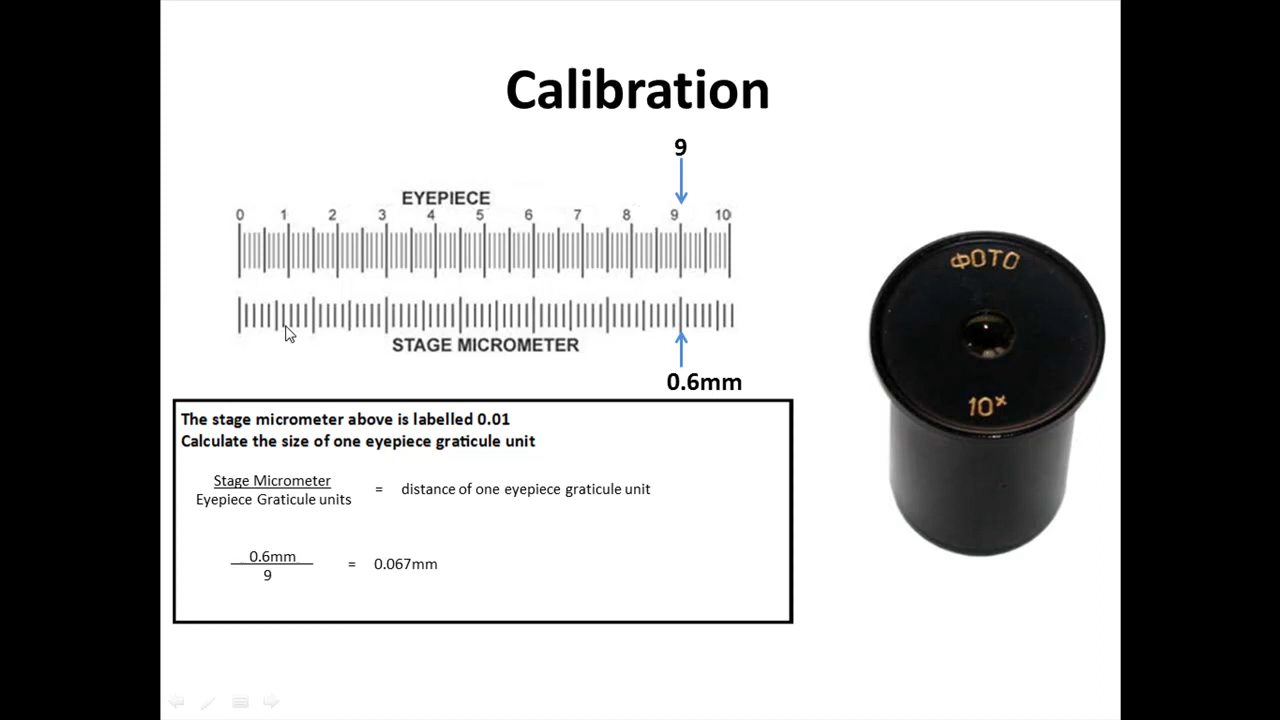 Calibration
9
EYEPIECE
0 1 2 3 4 5 6 7 8 9 10
STAGE MICROMETER
0.6mm
The stage micrometer above is labelled 0.01
Calculate the size of one eyepiece graticule unit
Stage Micrometer
Eyepiece Graticule units
= distance of one eyepiece graticule unit
0.6mm
9
= 0.067mm
ФОТО
10×